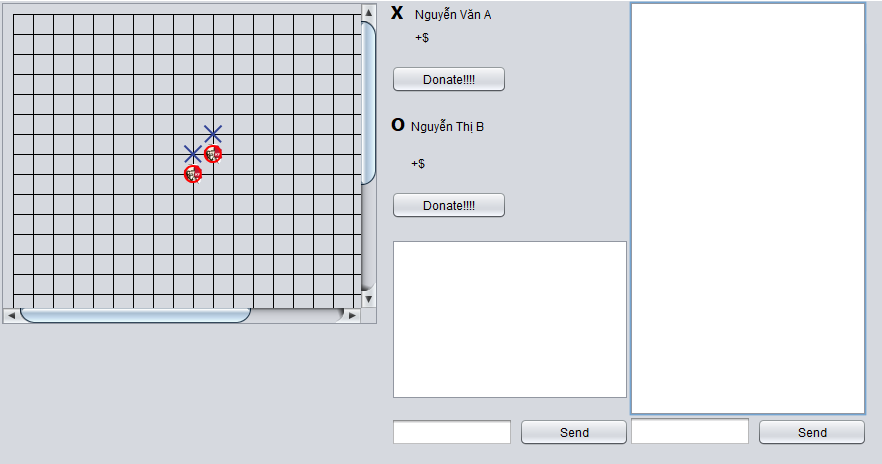 X Nguyễn Văn A
+$
Donate!!!!
O Nguyễn Thị B
+$
Donate!!!!
Send
Send